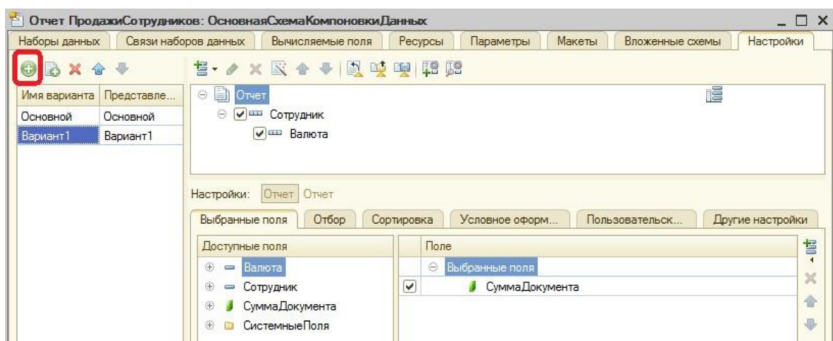 Отчет ПродажиСотрудников: ОсновнаяСхемаКомпоновкиДанных
Наборы данных Связи наборов данных Вычисляемые поля Ресурсы Параметры Макеты Вложенные схемы Настройки
Имя варианта Представле...
Основной Основной
Вариант1 Вариант1
Отчет
Сотрудник
Валюта
Настройки: Отчет Отчет
Выбранные поля Отбор Сортировка Условное оформ... Пользовательск... Другие настройки
Доступные поля
Валюта
Сотрудник
СуммаДокумента
СистемныеПоля
Поле
Выбранные поля
СуммаДокумента